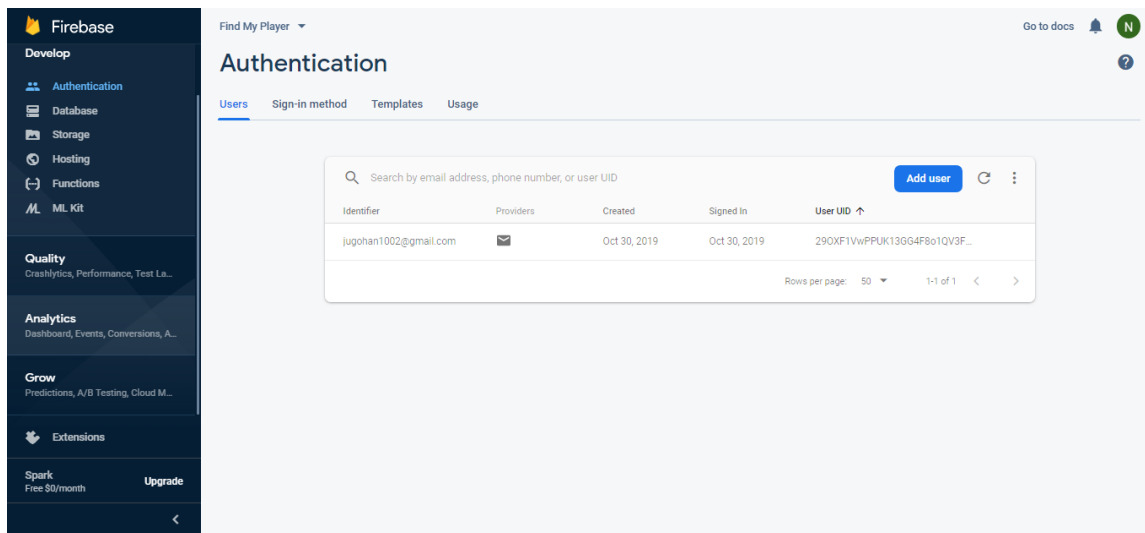 Firebase
Develop
Authentication
Database
Storage
Hosting
Functions
ML ML Kit
Quality
Crashlytics, Performance, Test La...
Analytics
Dashboard, Events, Conversions, A...
Grow
Predictions, A/B Testing, Cloud M...
Extensions
Spark
Free $0/month
Upgrade
Find My Player
Go to docs
N
Authentication
?
Users Sign-in method Templates Usage
Search by email address, phone number, or user UID
Add user
Identifier Providers Created Signed In User UID
jugohan1002@gmail.com Oct 30, 2019 Oct 30, 2019 29OXF1VwPPUK13GG4F8o1QV3F...
Rows per page: 50 1-1 of 1